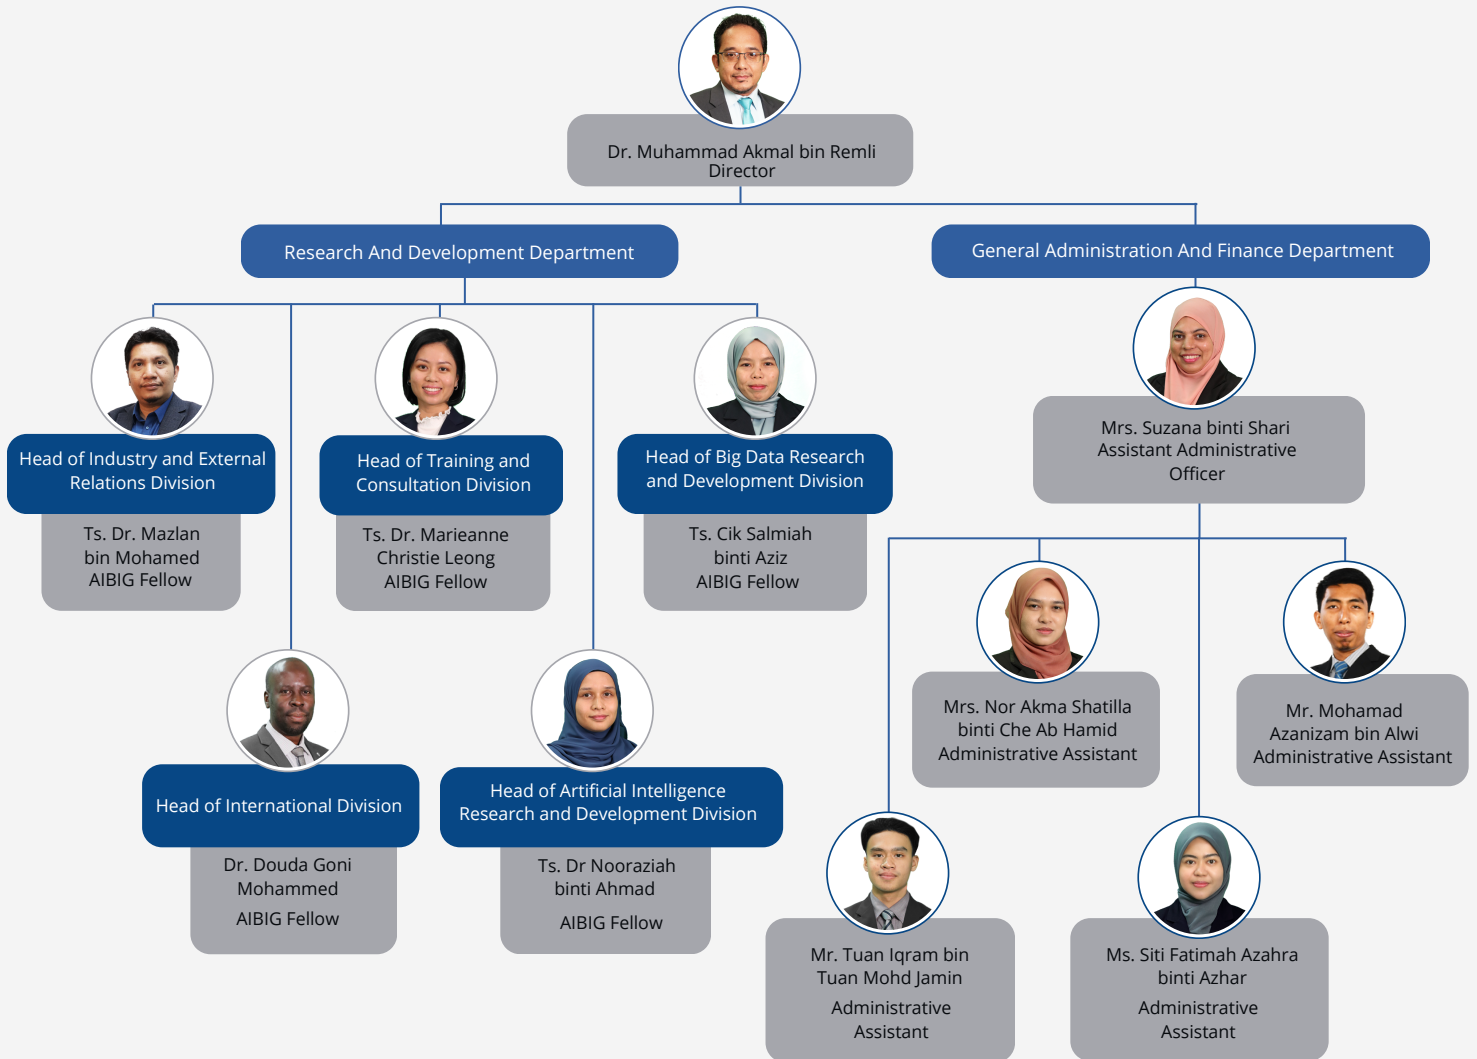 Dr. Muhammad Akmal bin Remli
Director
Research And Development Department
General Administration And Finance Department
Head of Industry and External
Relations Division
Ts. Dr. Mazlan
bin Mohamed
AIBIG Fellow
Head of Training and
Consultation Division
Ts. Dr. Marieanne
Christie Leong
AIBIG Fellow
Head of Big Data Research
and Development Division
Ts. Cik Salmiah
binti Aziz
AIBIG Fellow
Mrs. Suzana binti Shari
Assistant Administrative
Officer
Head of International Division
Dr. Douda Goni
Mohammed
AIBIG Fellow
Head of Artificial Intelligence
Research and Development Division
Ts. Dr Nooraziah
binti Ahmad
AIBIG Fellow
Mrs. Nor Akma Shatilla
binti Che Ab Hamid
Administrative Assistant
Mr. Mohamad
Azanizam bin Alwi
Administrative Assistant
Mr. Tuan Iqram bin
Tuan Mohd Jamin
Administrative
Assistant
Ms. Siti Fatimah Azahra
binti Azhar
Administrative
Assistant